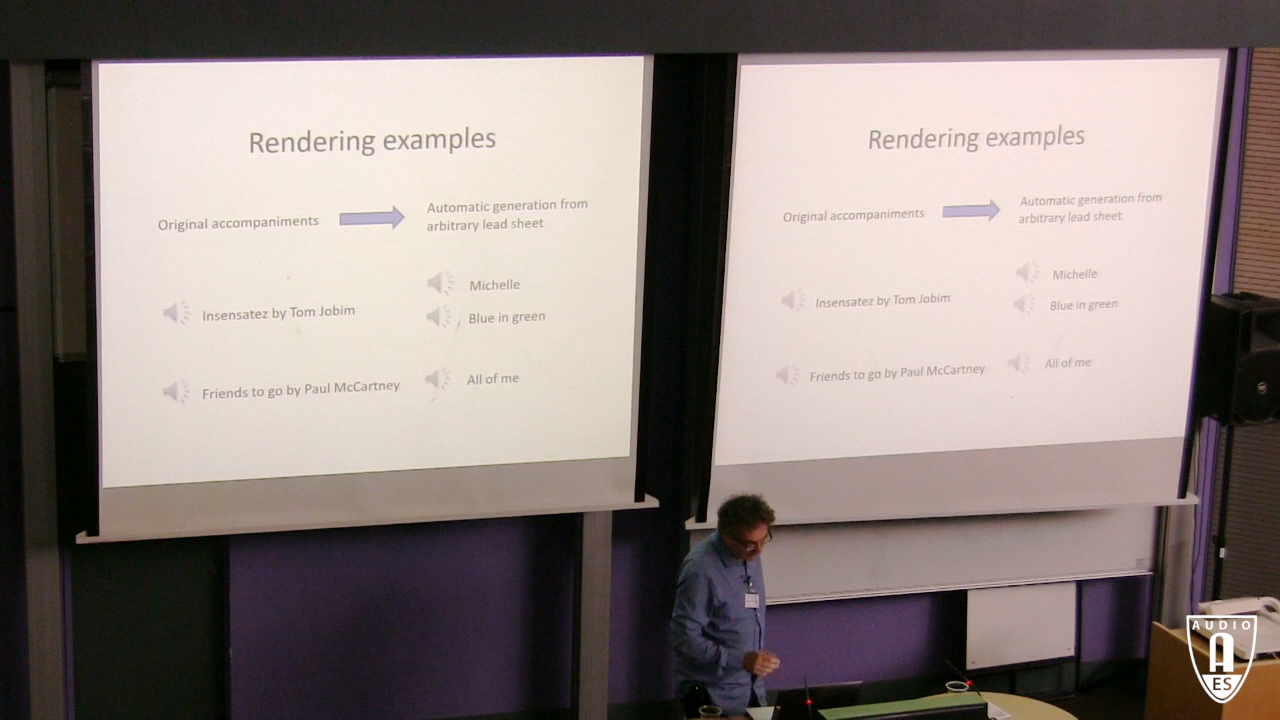 Rendering examples
Original accompaniments
Automatic generation from
arbitrary lead sheet
Michelle
Insensatez by Tom Jobim
Blue in green
Friends to go by Paul McCartney
All of me
Rendering examples
Original accompaniments
Automatic generation from
arbitrary lead sheet
Michelle
Insensatez by Tom Jobim
Blue in green
Friends to go by Paul McCartney
All of me
AUDIO
A
ES